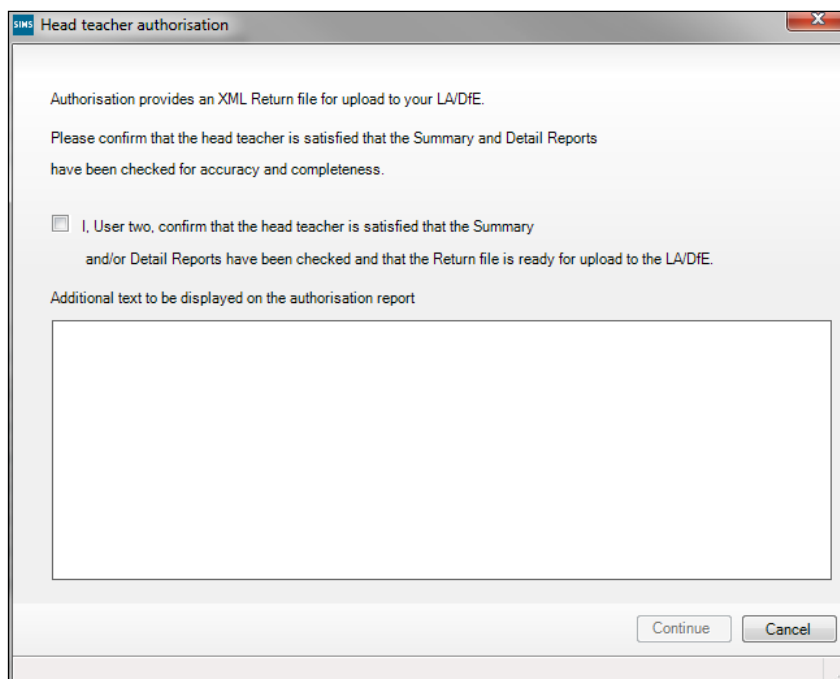 SIMS Head teacher authorisation
X
Authorisation provides an XML Return file for upload to your LA/DfE.
Please confirm that the head teacher is satisfied that the Summary and Detail Reports
have been checked for accuracy and completeness.
I, User two, confirm that the head teacher is satisfied that the Summary
and/or Detail Reports have been checked and that the Return file is ready for upload to the LA/DfE.
Additional text to be displayed on the authorisation report
Continue Cancel